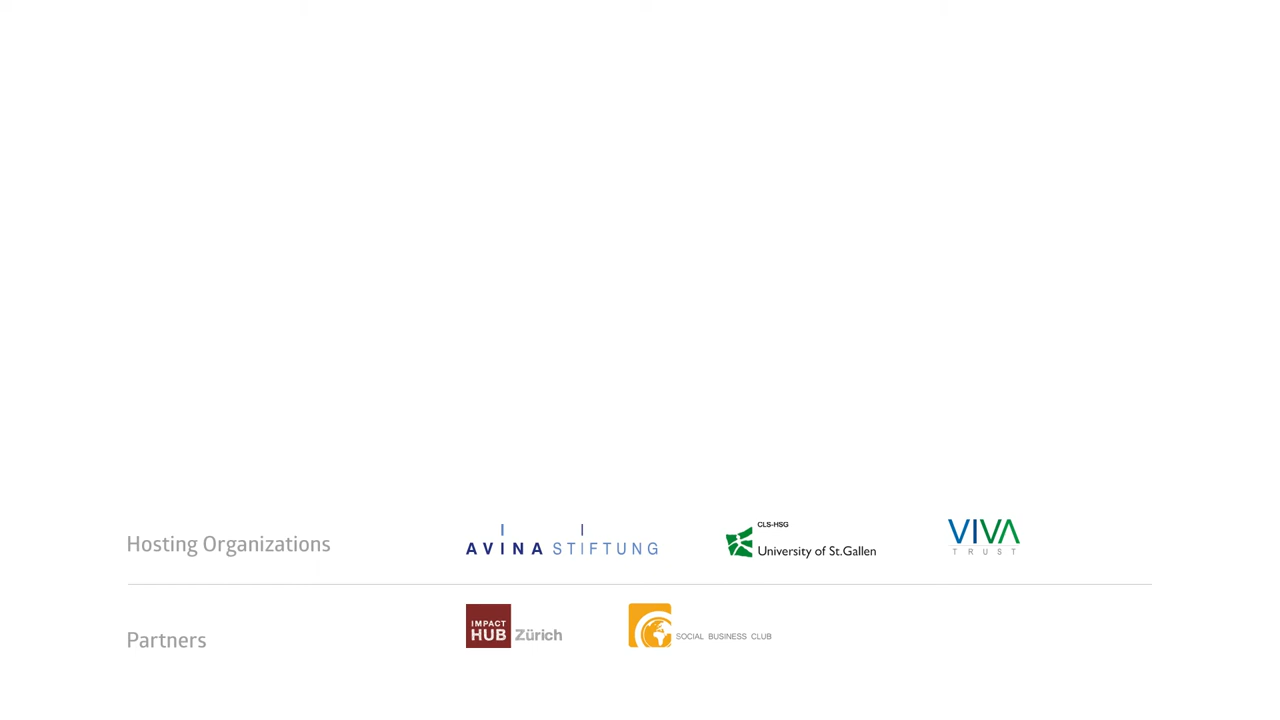 Hosting Organizations
AVINA STIFTUNG
CLS-HSG
University of St.Gallen
VIVA
TRUST
Partners
IMPACT
HUB Zürich
SOCIAL BUSINESS CLUB